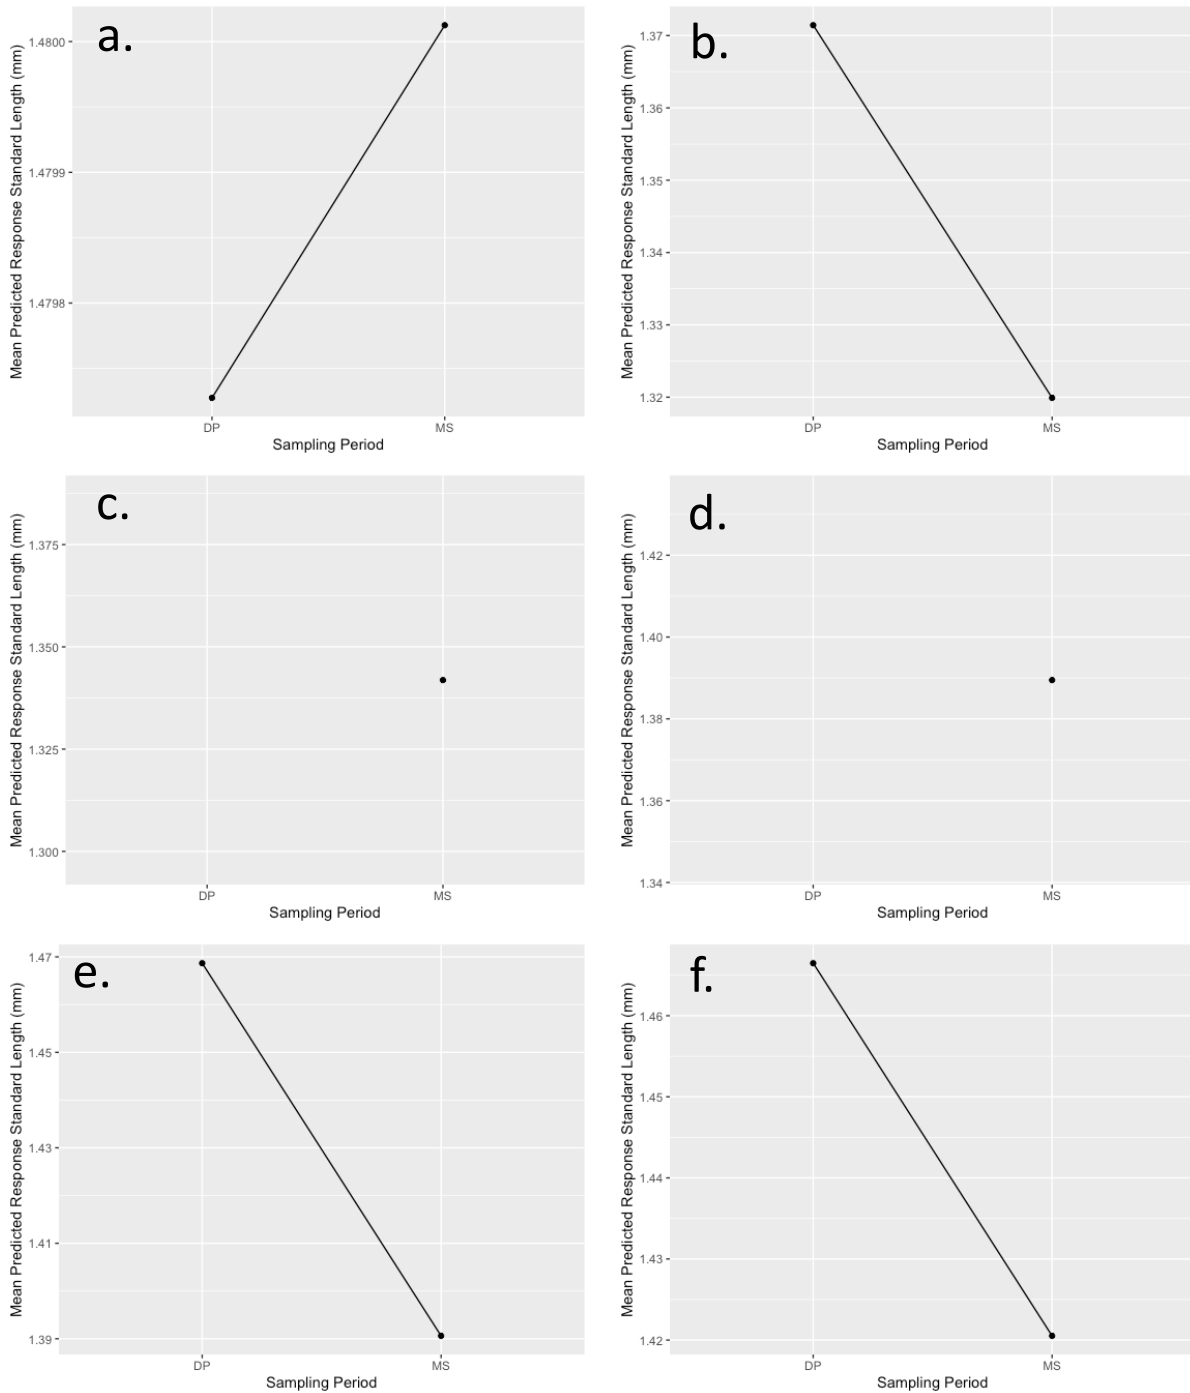 a.
Mean Predicted Response Standard Length (mm)
1.4800
1.4799
1.4798
DP
MS
Sampling Period
b.
Mean Predicted Response Standard Length (mm)
1.37
1.36
1.35
1.34
1.33
1.32
DP
MS
Sampling Period
c.
Mean Predicted Response Standard Length (mm)
1.375
1.350
1.325
1.300
DP
MS
Sampling Period
d.
Mean Predicted Response Standard Length (mm)
1.42
1.40
1.38
1.36
1.34
DP
MS
Sampling Period
e.
Mean Predicted Response Standard Length (mm)
1.47
1.45
1.43
1.41
1.39
DP
MS
Sampling Period
f.
Mean Predicted Response Standard Length (mm)
1.46
1.45
1.44
1.43
1.42
DP
MS
Sampling Period